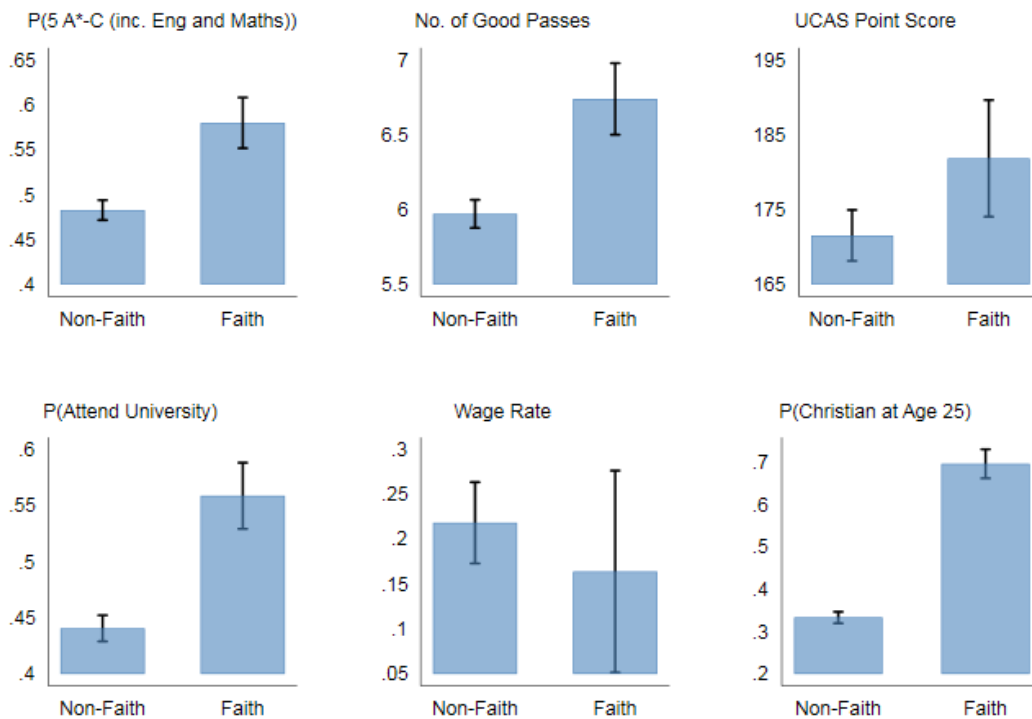 P(5 A*-C (inc. Eng and Maths))
.65
.6
.55
.5
.45
.4
Non-Faith Faith
No. of Good Passes
7
6.5
6
5.5
Non-Faith Faith
UCAS Point Score
195
185
175
165
Non-Faith Faith
P(Attend University)
.6
.55
.5
.45
.4
Non-Faith Faith
Wage Rate
.3
.25
.2
.15
.1
.05
Non-Faith Faith
P(Christian at Age 25)
.7
.6
.5
.4
.3
.2
Non-Faith Faith